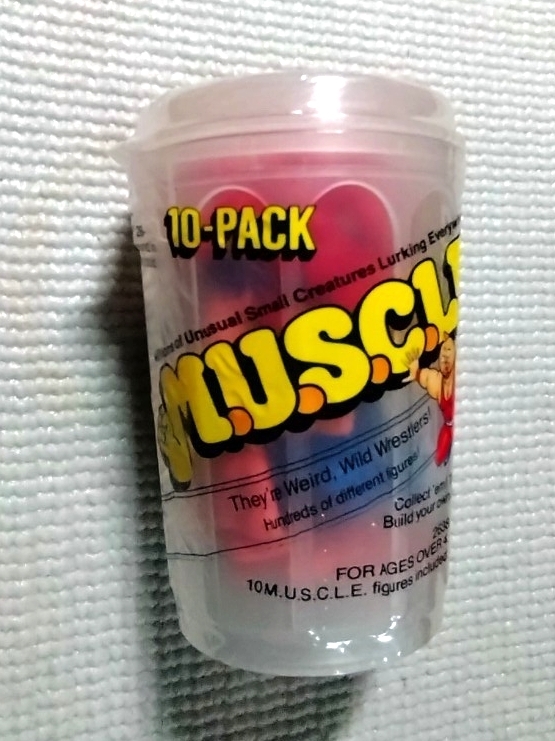 10-PACK
of Unusual Small Creatures Lurking
M.U.S.C.L.E
They're Weird, Wild Wrestlers!
Hundreds of different figures!
Collect 'em
Build your own
FOR AGES OVER 4
10 M.U.S.C.L.E. figures included